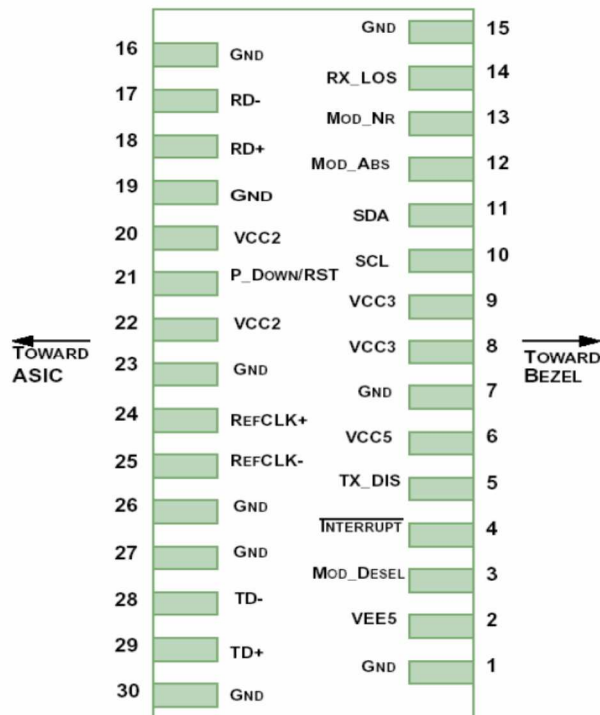 GND 15
16 GND
RX_LOS 14
17 RD-
MOD_NR 13
18 RD+
MOD_ABS 12
19 GND
SDA 11
20 VCC2
SCL 10
21 P_DOWN/RST
VCC3 9
22 VCC2
VCC3 8
TOWARD ASIC
TOWARD BEZEL
23 GND
GND 7
24 REFCLK+
VCC5 6
25 REFCLK-
TX_DIS 5
26 GND
INTERRUPT 4
27 GND
MOD_DESEL 3
28 TD-
VEE5 2
29 TD+
GND 1
30 GND